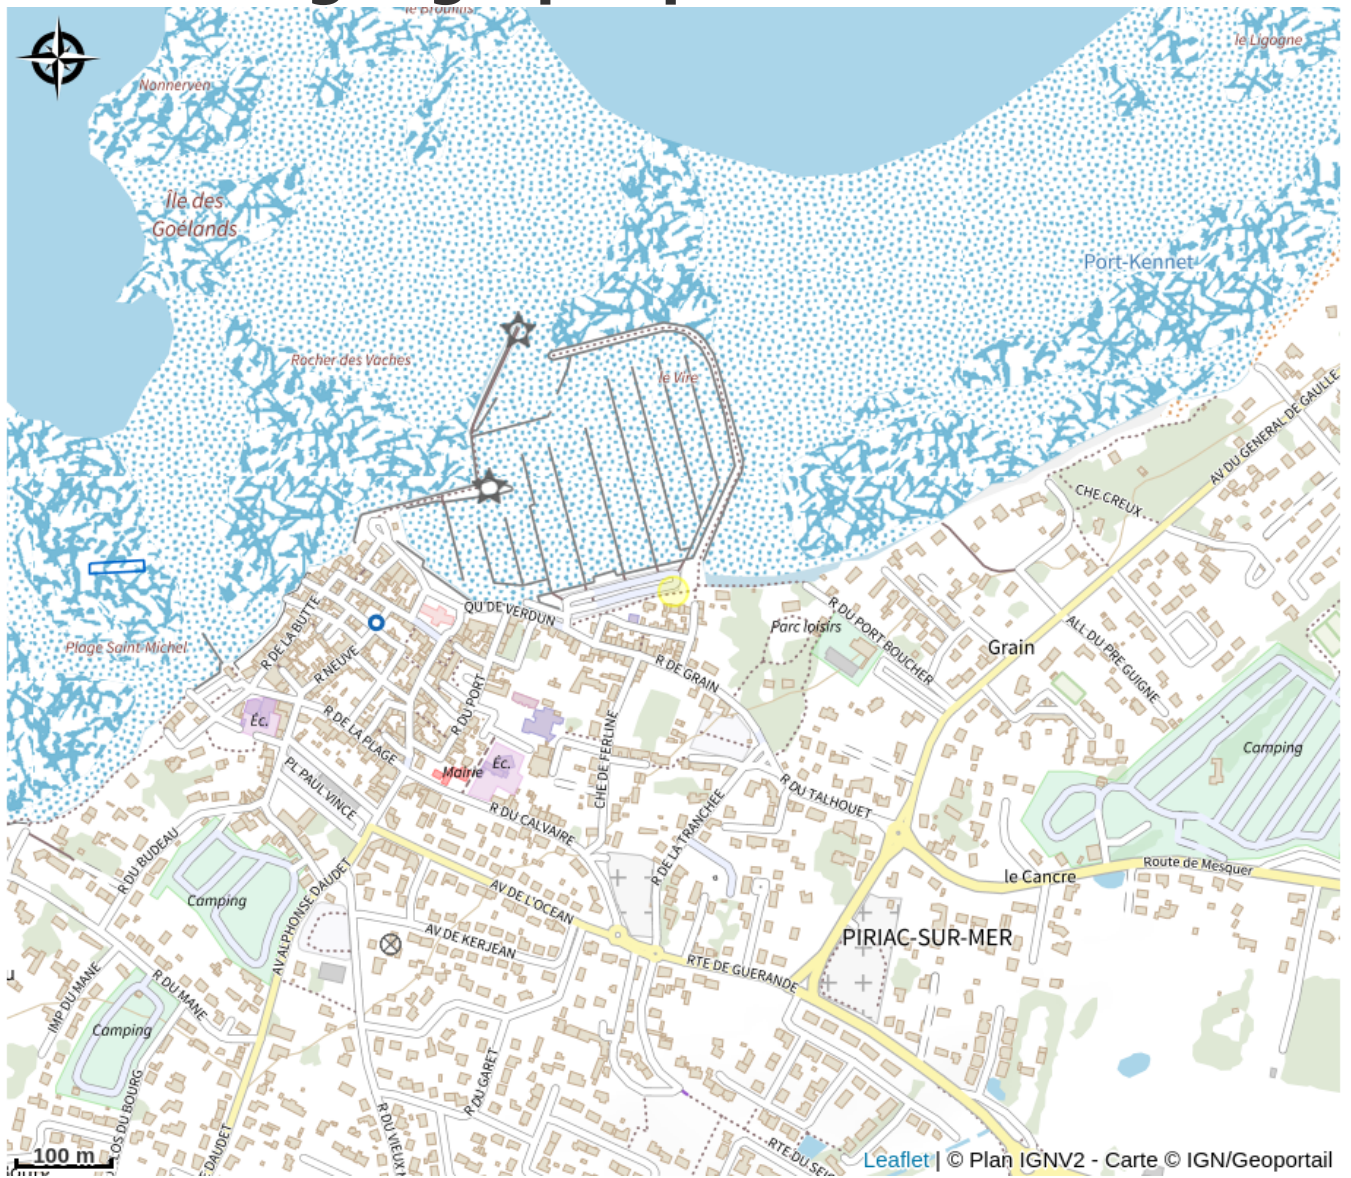 le Ligogne
Nonnervèn
Île des
Goélands
Port-Kennet
Rocher des Vaches
le Vire
AV DU GENERAL DE GAULLE
CHE CREUX
QU DE VERDUN
R DE LA BUTTE
R NEUVE
Plage Saint Michel
Parc loisirs
R DU PORT BOUCHER
Grain
ALL DU PRE GUIGNE
R DE GRAIN
R DU PORT
Éc.
R DE LA PLAGE
CHE DE FERLINE
Camping
Mairie
Éc.
PL PAUL VINCE
R DU CALVAIRE
R DU TALHOUET
R DE LA TRANCHEE
R DU BUDEAU
Route de Mesquer
le Cancre
Camping
AV ALPHONSE DAUDET
AV DE L'OCEAN
AV DE KERJEAN
PIRIAC-SUR-MER
RTE DE GUERANDE
IMP DU MANE
R DU MANE
Camping
R DU GARET
LOS DU BOURG
DAUDET
R DU VIEUX
RTE DU SEI
100 m
Leaflet | © Plan IGNV2 - Carte © IGN/Geoportail